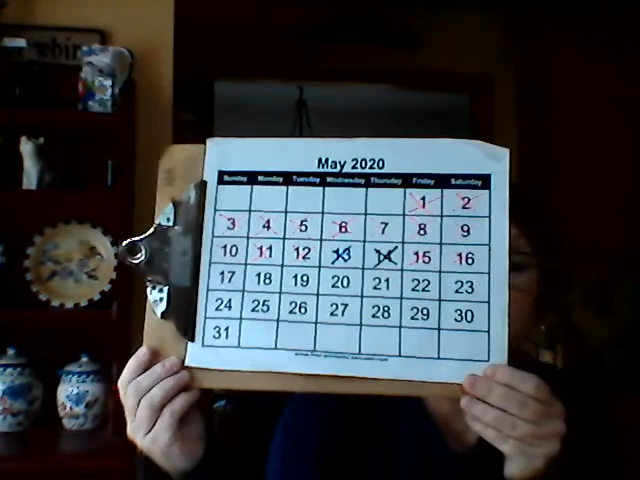 May 2020
Sunday Monday Tuesday Wednesday Thursday Friday Saturday
1 2
3 4 5 6 7 8 9
10 11 12 13 14 15 16
17 18 19 20 21 22 23
24 25 26 27 28 29 30
31